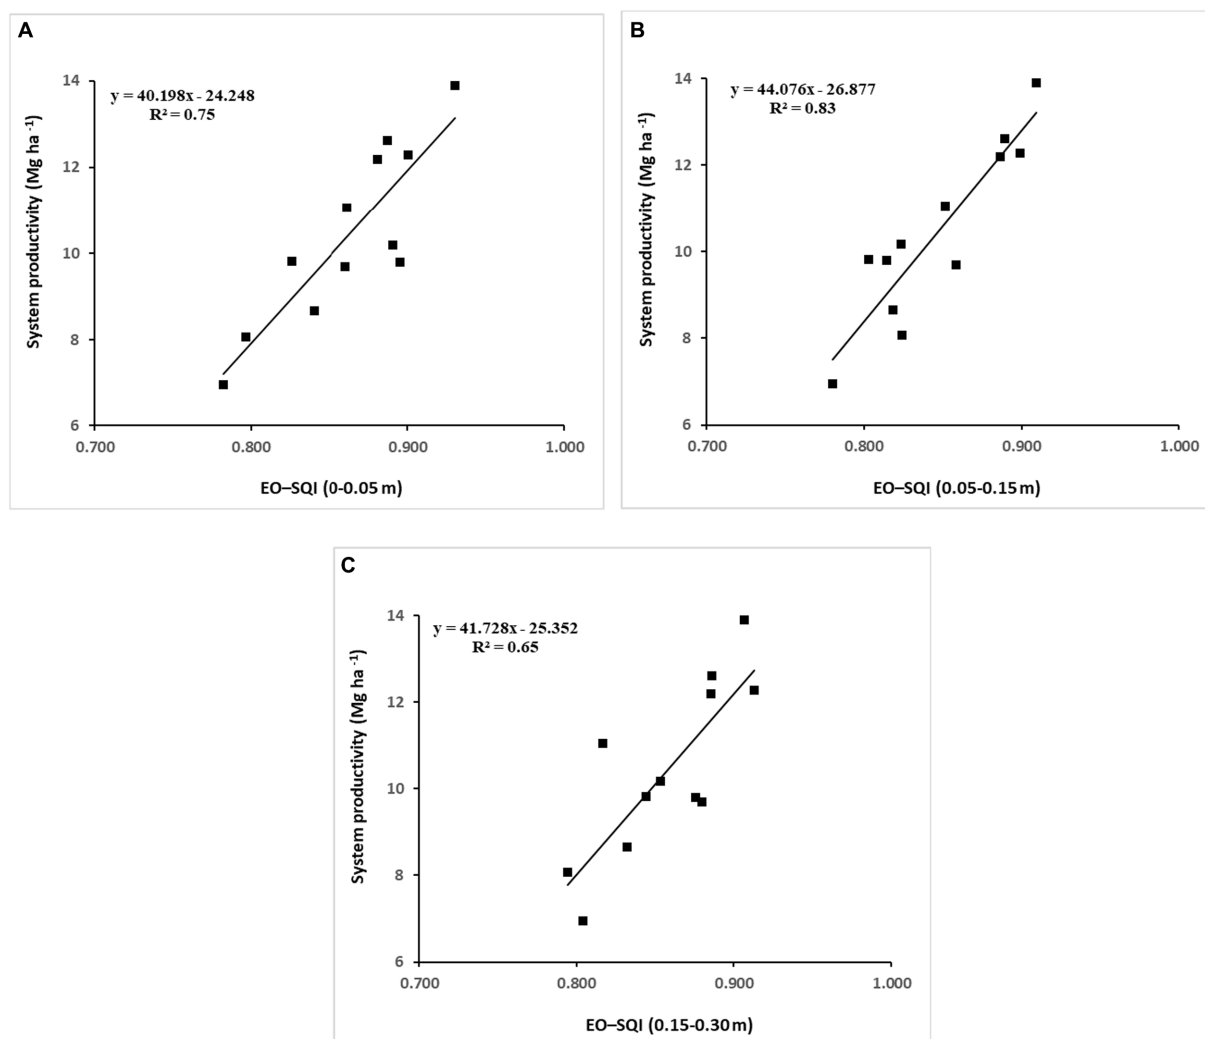 A
y = 40.198x - 24.248
R² = 0.75
System productivity (Mg ha⁻¹)
14
12
10
8
6
0.700 0.800 0.900 1.000
EO–SQI (0-0.05 m)
B
y = 44.076x - 26.877
R² = 0.83
System productivity (Mg ha⁻¹)
14
12
10
8
6
0.700 0.800 0.900 1.000
EO–SQI (0.05-0.15 m)
C
y = 41.728x - 25.352
R² = 0.65
System productivity (Mg ha⁻¹)
14
12
10
8
6
0.700 0.800 0.900 1.000
EO–SQI (0.15-0.30 m)